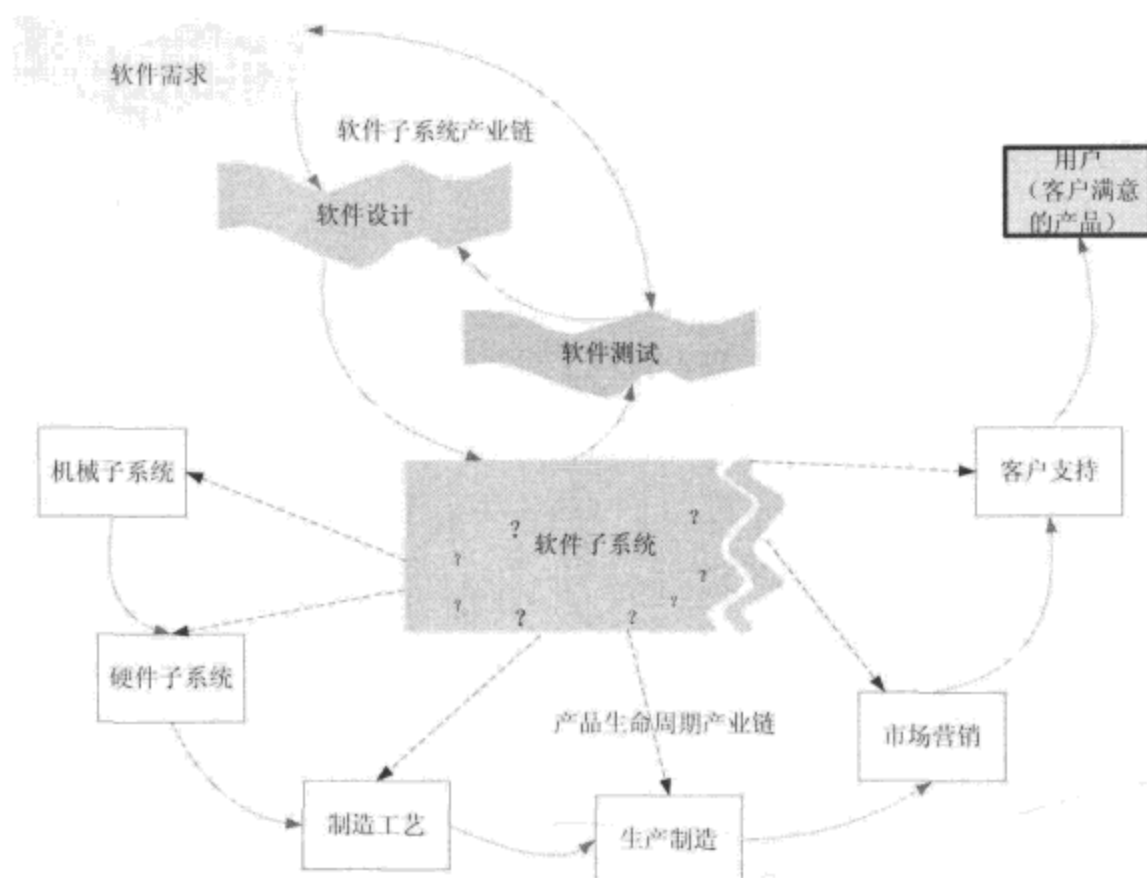 软件需求
软件子系统产业链
用户
（客户满意
的产品）
软件设计
软件测试
机械子系统
客户支持
?
?
软件子系统
?
?
?
?
?
?
硬件子系统
产品生命周期产业链
市场营销
制造工艺
生产制造